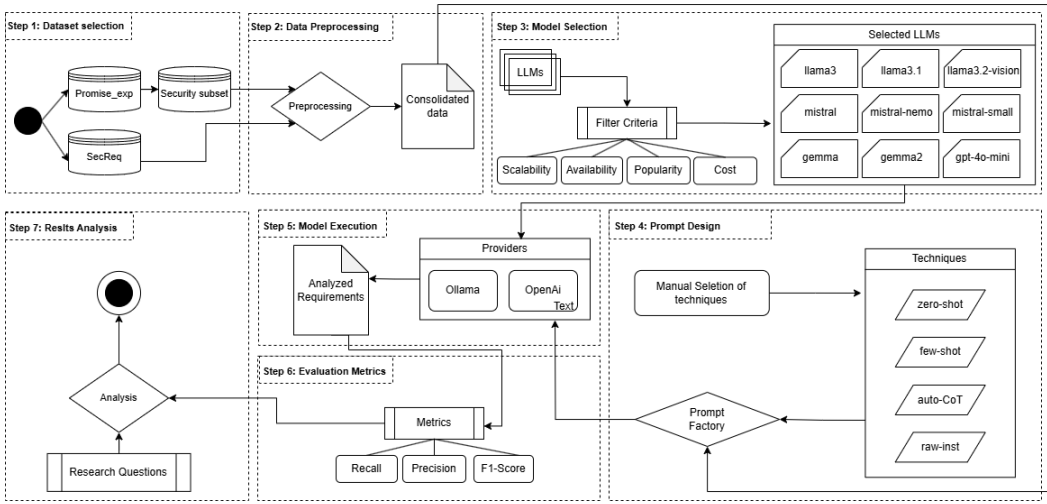 Step 1: Dataset selection
Promise_exp
Security subset
SecReq
Step 2: Data Preprocessing
Preprocessing
Consolidated
data
Step 3: Model Selection
LLMs
Filter Criteria
Scalability
Availability
Popularity
Cost
Selected LLMs
llama3
llama3.1
llama3.2-vision
mistral
mistral-nemo
mistral-small
gemma
gemma2
gpt-4o-mini
Step 7: Reslts Analysis
Analysis
Research Questions
Step 5: Model Execution
Analyzed
Requirements
Providers
Ollama
OpenAi
Text
Step 6: Evaluation Metrics
Metrics
Recall
Precision
F1-Score
Step 4: Prompt Design
Manual Seletion of
techniques
Prompt
Factory
Techniques
zero-shot
few-shot
auto-CoT
raw-inst